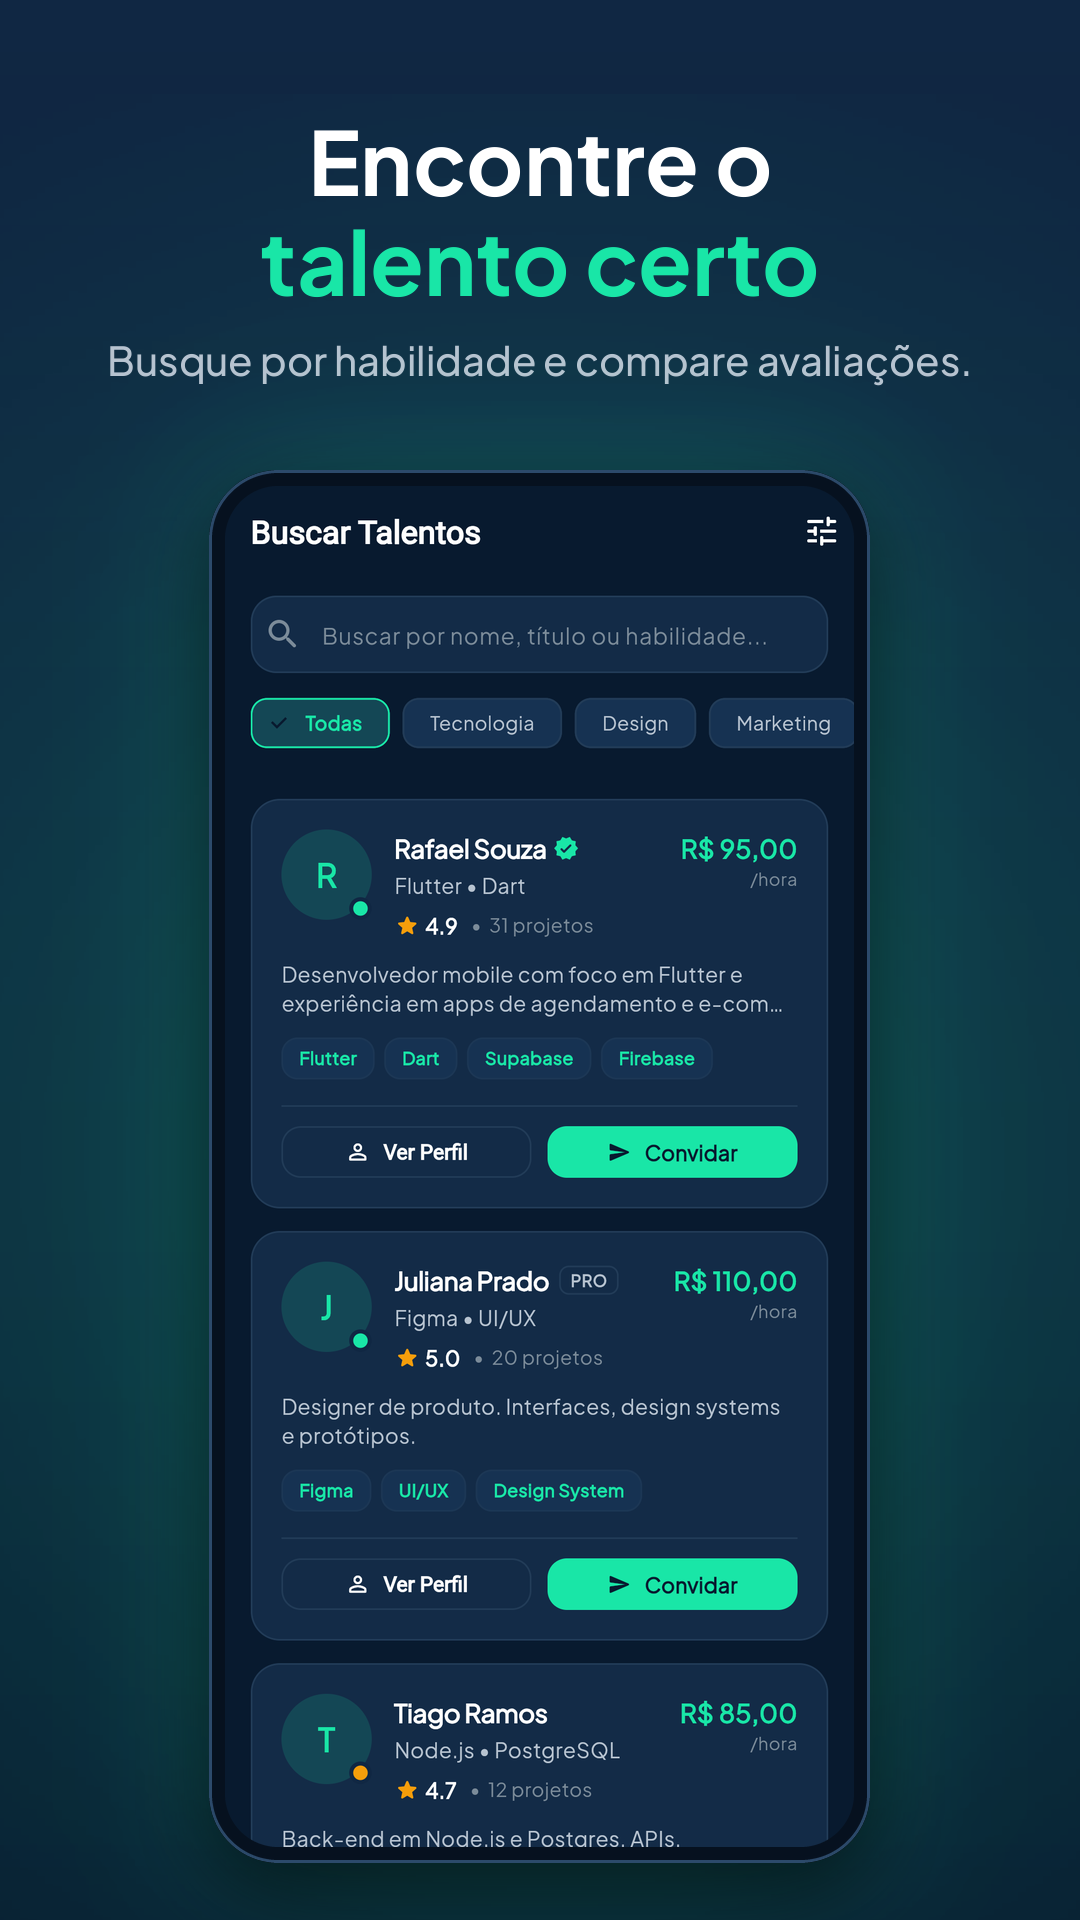 Encontre o
talento certo
Busque por habilidade e compare avaliações.
Buscar Talentos
Buscar por nome, título ou habilidade...
Todas Tecnologia Design Marketing
R
Rafael Souza R$ 95,00
Flutter • Dart /hora
4.9 • 31 projetos
Desenvolvedor mobile com foco em Flutter e
experiência em apps de agendamento e e-com...
Flutter Dart Supabase Firebase
Ver Perfil Convidar
J
Juliana Prado PRO R$ 110,00
Figma • UI/UX /hora
5.0 • 20 projetos
Designer de produto. Interfaces, design systems
e protótipos.
Figma UI/UX Design System
Ver Perfil Convidar
T
Tiago Ramos R$ 85,00
Node.js • PostgreSQL /hora
4.7 • 12 projetos
Back-end em Node.js e Postgres. APIs.